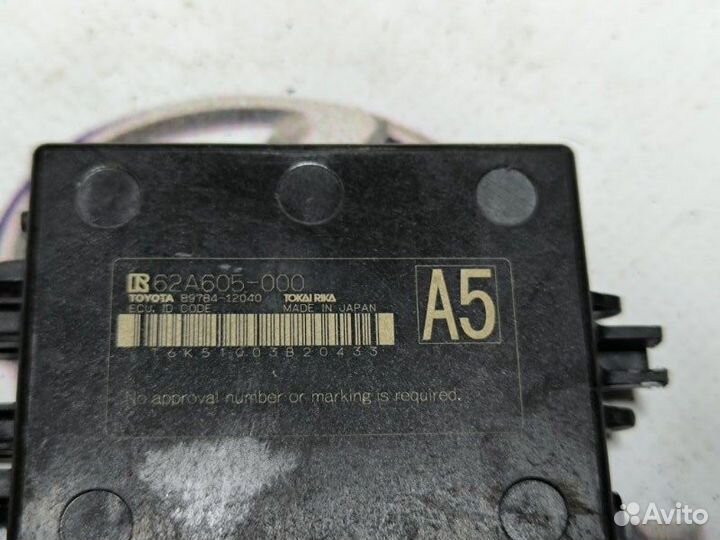 62A605-000
TOYOTA 89784-12040 TOKAI RIKA
ECU, ID CODE MADE IN JAPAN
A5
T6K51Q03B20433
No approval number or marking is required.
Avito